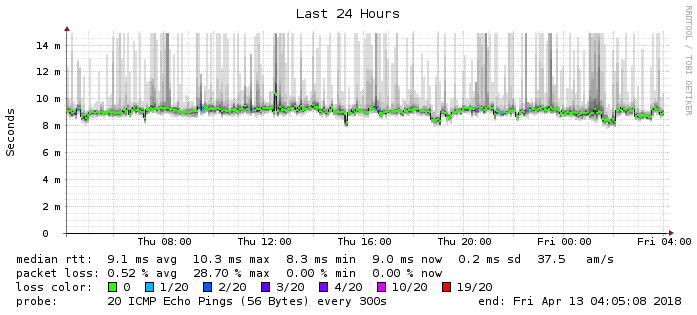 Last 24 Hours
RRDTOOL / TOBI OETIKER
Seconds
14 m
12 m
10 m
8 m
6 m
4 m
2 m
0
Thu 08:00 Thu 12:00 Thu 16:00 Thu 20:00 Fri 00:00 Fri 04:00
median rtt: 9.1 ms avg 10.3 ms max 8.3 ms min 9.0 ms now 0.2 ms sd 37.5 am/s
packet loss: 0.52 % avg 28.70 % max 0.00 % min 0.00 % now
loss color: 0 1/20 2/20 3/20 4/20 10/20 19/20
probe: 20 ICMP Echo Pings (56 Bytes) every 300s end: Fri Apr 13 04:05:08 2018